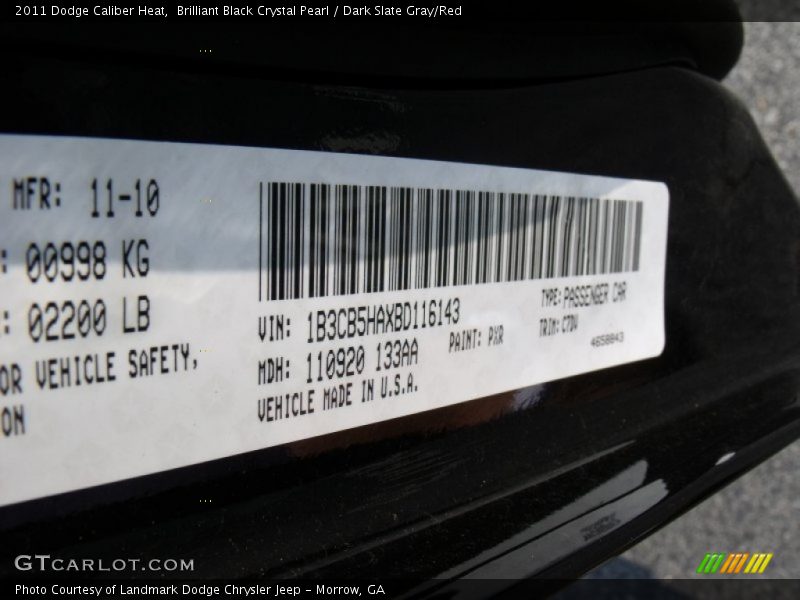 2011 Dodge Caliber Heat,  Brilliant Black Crystal Pearl / Dark Slate Gray/Red
MFR: 11-10
: 00998 KG
: 02200 LB
OR VEHICLE SAFETY,
ON
VIN: 1B3CB5HAXBD116143
TYPE: PASSENGER CAR
MDH: 110920 133AA
PAINT: PXR
TRIM: C7DV
VEHICLE MADE IN U.S.A.
4658043
GTCARLOT.COM
Photo Courtesy of Landmark Dodge Chrysler Jeep - Morrow, GA